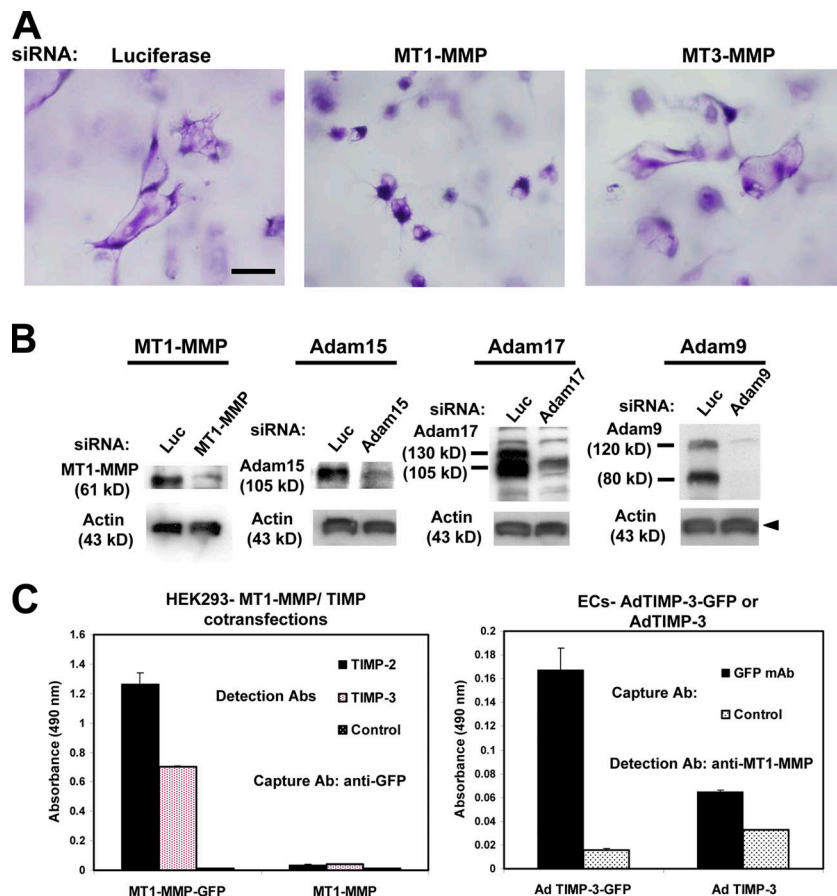 A
siRNA: Luciferase MT1-MMP MT3-MMP
B
MT1-MMP Adam15 Adam17 Adam9
siRNA: Luc MT1-MMP
MT1-MMP
(61 kD)
Actin
(43 kD)
siRNA: Luc Adam15
Adam15
(105 kD)
Actin
(43 kD)
siRNA: Luc Adam17
Adam17
(130 kD)
(105 kD)
Actin
(43 kD)
siRNA: Luc Adam9
Adam9
(120 kD)
(80 kD)
Actin
(43 kD)
C
HEK293- MT1-MMP/ TIMP
cotransfections
Absorbance (490 nm)
1.6
1.4
1.2
1
0.8
0.6
0.4
0.2
0
TIMP-2
Detection Abs TIMP-3
Control
Capture Ab: anti-GFP
MT1-MMP-GFP MT1-MMP
ECs- AdTIMP-3-GFP or
AdTIMP-3
Absorbance (490 nm)
0.2
0.18
0.16
0.14
0.12
0.1
0.08
0.06
0.04
0.02
0
GFP mAb
Capture Ab:
Control
Detection Ab: anti-MT1-MMP
Ad TIMP-3-GFP Ad TIMP-3